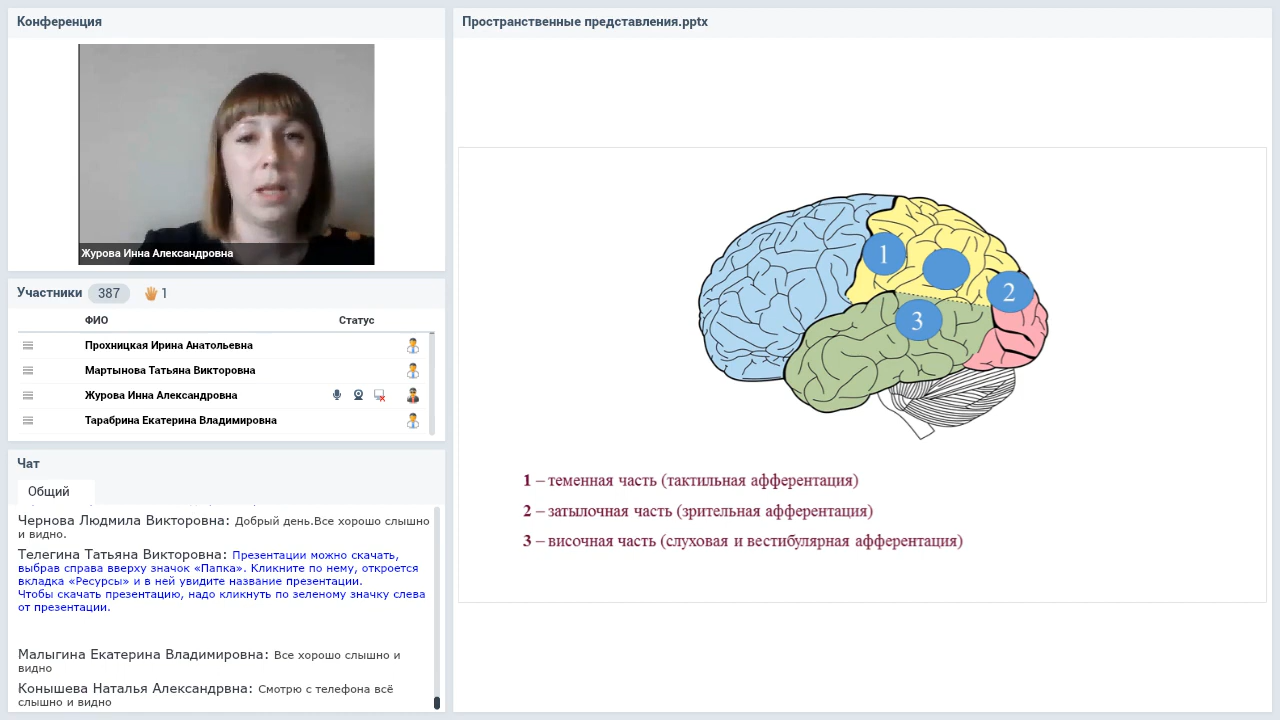 Конференция
Журова Инна Александровна
Участники 387 1
ФИО Статус
Прохницкая Ирина Анатольевна
Мартынова Татьяна Викторовна
Журова Инна Александровна
Тарабрина Екатерина Владимировна
Чат
Общий
Чернова Людмила Викторовна: Добрый день.Все хорошо слышно
и видно.
Телегина Татьяна Викторовна: Презентации можно скачать,
выбрав справа вверху значок «Папка». Кликните по нему, откроется
вкладка «Ресурсы» и в ней увидите название презентации.
Чтобы скачать презентацию, надо кликнуть по зеленому значку слева
от презентации.
Малыгина Екатерина Владимировна: Все хорошо слышно и
видно
Конышева Наталья Александрвна: Смотрю с телефона всё
слышно и видно
Пространственные представления.pptx
1
2
3
1 – теменная часть (тактильная афферентация)
2 – затылочная часть (зрительная афферентация)
3 – височная часть (слуховая и вестибулярная афферентация)